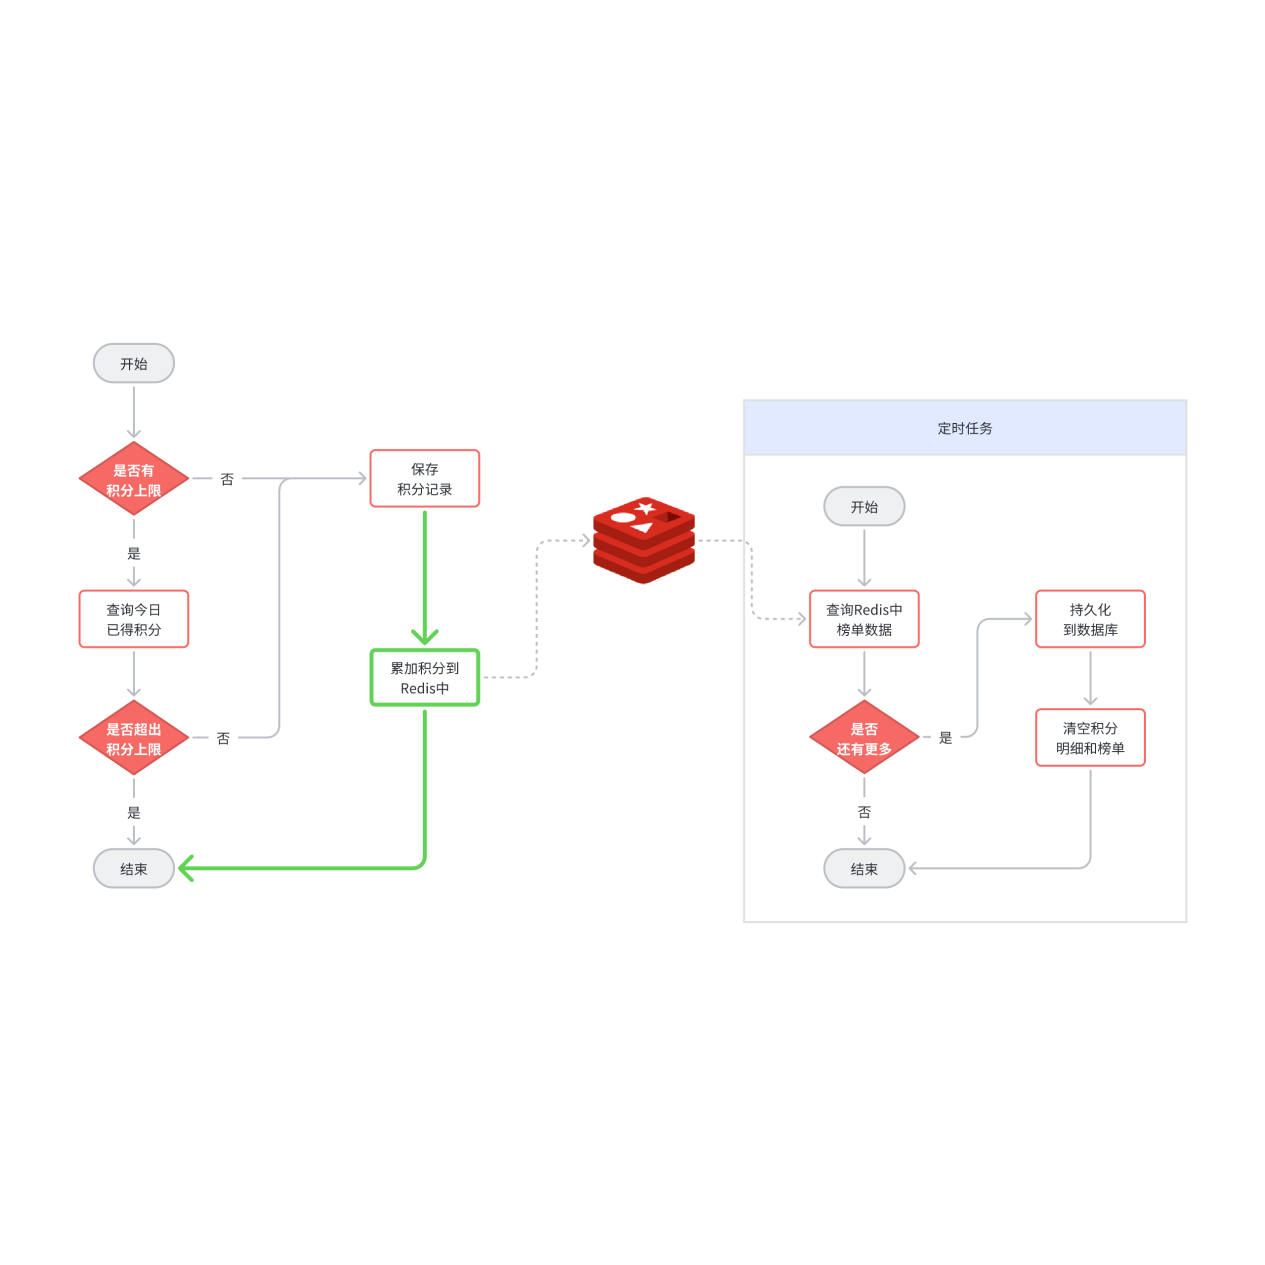 开始
是否有
积分上限
否
是
查询今日
已得积分
是否超出
积分上限
否
是
结束
保存
积分记录
累加积分到
Redis中
定时任务
开始
查询Redis中
榜单数据
是否
还有更多
是
否
结束
持久化
到数据库
清空积分
明细和榜单